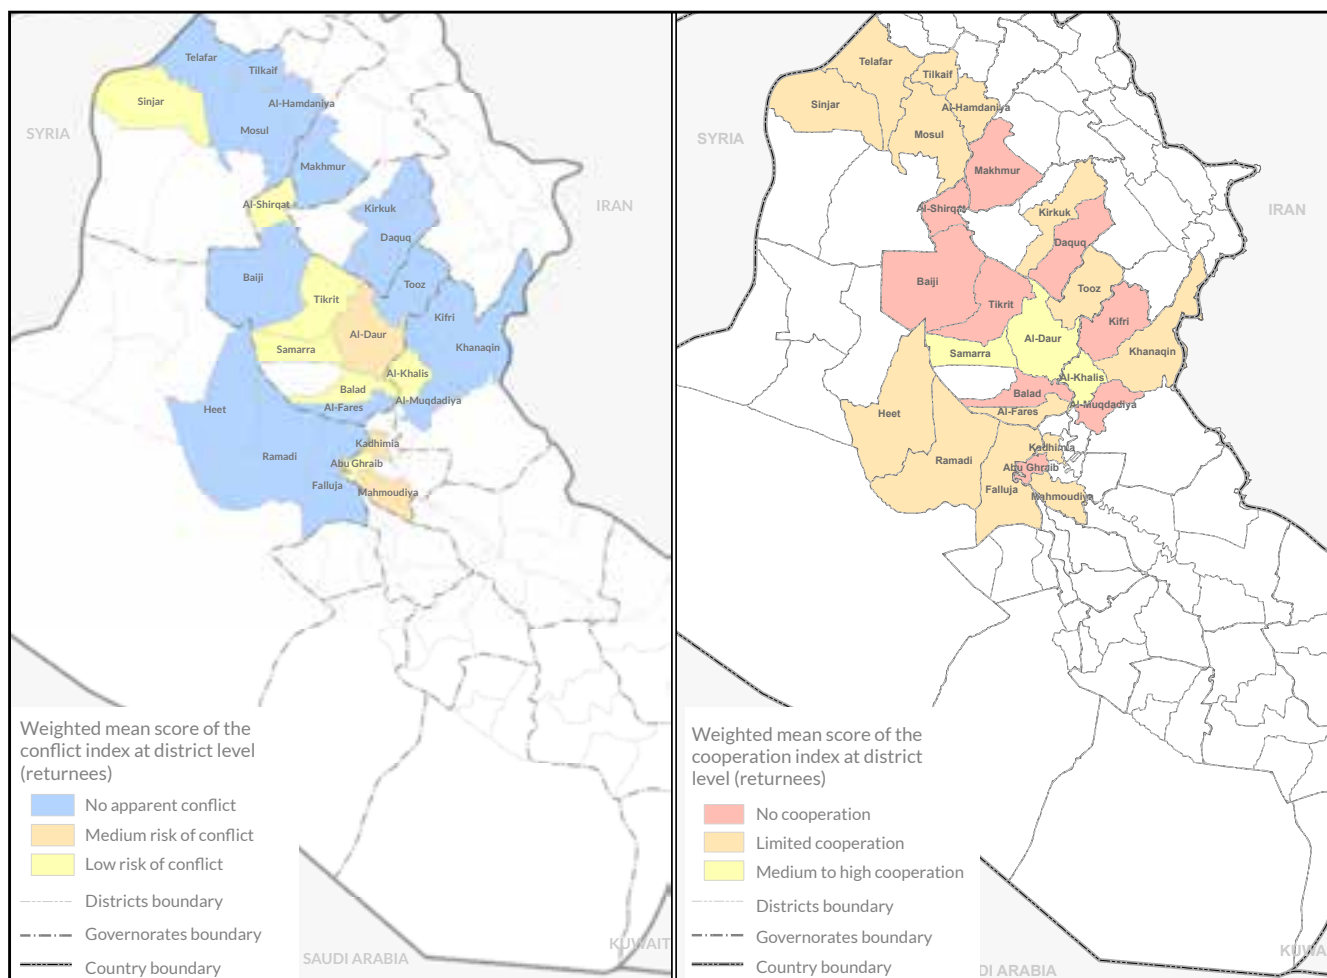 Telafar
Tilkaif
Sinjar
Al-Hamdaniya
Mosul
SYRIA
Makhmur
Al-Shirqat
IRAN
Kirkuk
Daquq
Baiji
Tooz
Tikrit
Kifri
Al-Daur
Samarra
Khanaqin
Al-Khalis
Balad
Al-Muqdadiya
Al-Fares
Heet
Kadhimia
Ramadi
Abu Ghraib
Falluja
Mahmoudiya
Weighted mean score of the
conflict index at district level
(returnees)
No apparent conflict
Medium risk of conflict
Low risk of conflict
Districts boundary
Governorates boundary
Country boundary
SAUDI ARABIA
KUWAIT
Telafar
Tilkaif
Sinjar
Al-Hamdaniya
Mosul
SYRIA
Makhmur
Al-Shirqat
IRAN
Kirkuk
Daquq
Baiji
Tooz
Tikrit
Kifri
Al-Daur
Samarra
Khanaqin
Al-Khalis
Balad
Al-Muqdadiya
Al-Fares
Heet
Kadhimia
Ramadi
Abu Ghraib
Falluja
Mahmoudiya
Weighted mean score of the
cooperation index at district
level (returnees)
No cooperation
Limited cooperation
Medium to high cooperation
Districts boundary
Governorates boundary
Country boundary
DI ARABIA
KUWA